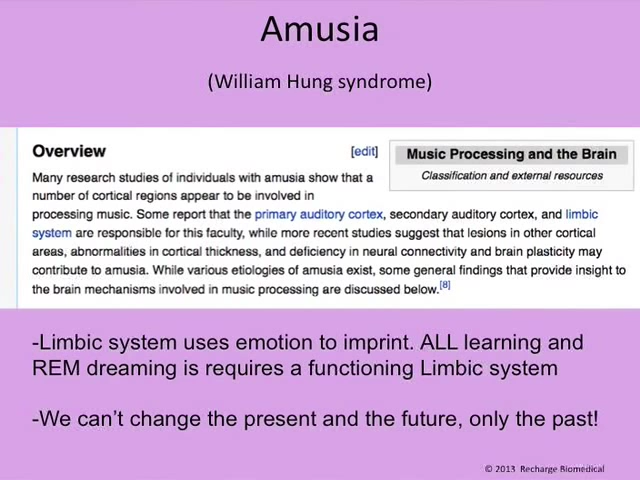 Amusia
(William Hung syndrome)
Overview
[edit]
Music Processing and the Brain
Classification and external resources
Many research studies of individuals with amusia show that a
number of cortical regions appear to be involved in
processing music. Some report that the primary auditory cortex, secondary auditory cortex, and limbic
system are responsible for this faculty, while more recent studies suggest that lesions in other cortical
areas, abnormalities in cortical thickness, and deficiency in neural connectivity and brain plasticity may
contribute to amusia. While various etiologies of amusia exist, some general findings that provide insight to
the brain mechanisms involved in music processing are discussed below.[8]
-Limbic system uses emotion to imprint. ALL learning and
REM dreaming is requires a functioning Limbic system
-We can’t change the present and the future, only the past!
© 2013 Recharge Biomedical